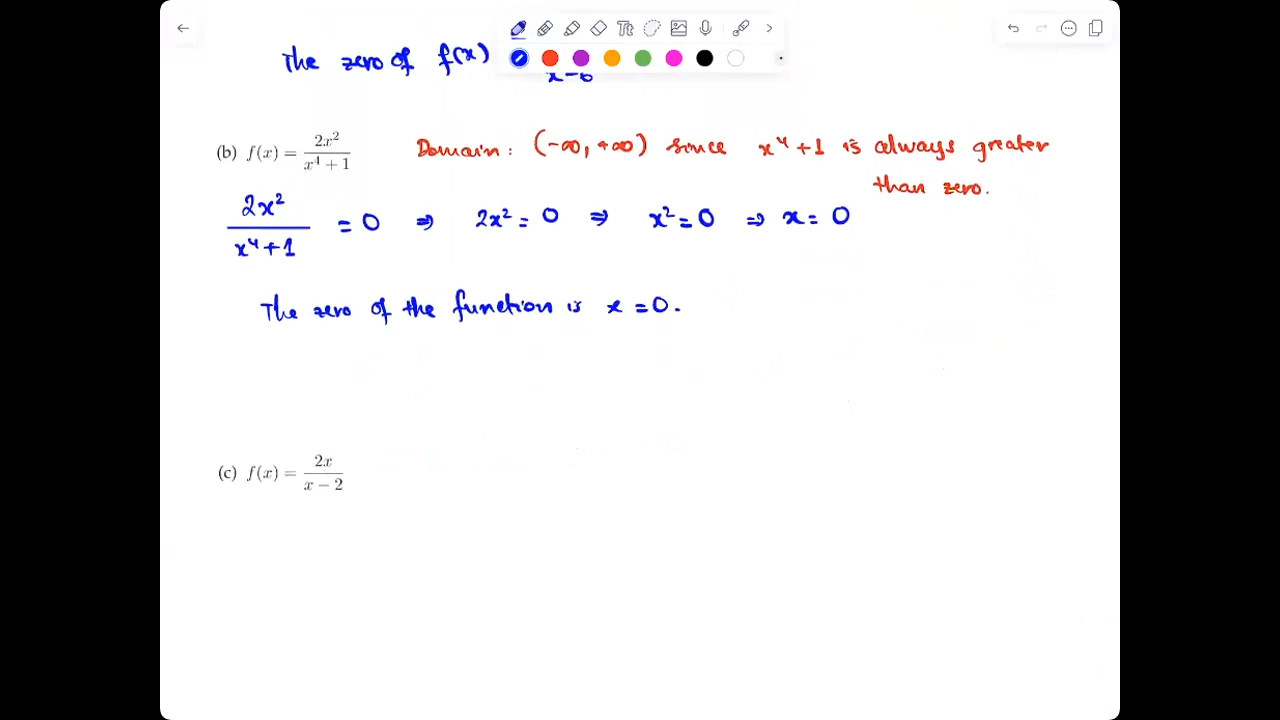 The zero of f(x)
x-6
(b) f(x) = 2x²/(x⁴ + 1) Domain: (-∞, +∞) since x⁴+1 is always greater
than zero.
2x²/(x⁴+1) = 0 ⇒ 2x² = 0 ⇒ x² = 0 ⇒ x = 0
The zero of the function is x = 0.
(c) f(x) = 2x/(x − 2)